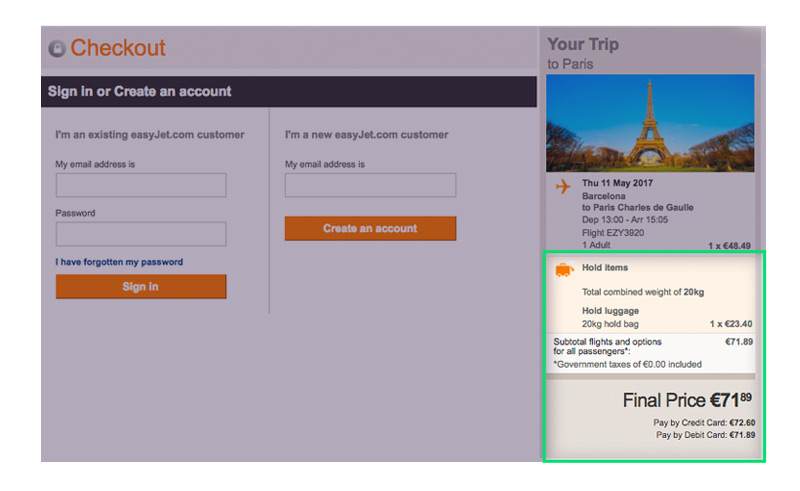 Checkout
Sign in or Create an account
I'm an existing easyJet.com customer
My email address is
Password
I have forgotten my password
Sign in
I'm a new easyJet.com customer
My email address is
Create an account
Your Trip
to Paris
Thu 11 May 2017
Barcelona
to Paris Charles de Gaulle
Dep 13:00 - Arr 15:05
Flight EZY3920
1 Adult 1 x €48.49
Hold items
Total combined weight of 20kg
Hold luggage
20kg hold bag 1 x €23.40
Subtotal flights and options €71.89
for all passengers*:
*Government taxes of €0.00 included
Final Price €7189
Pay by Credit Card: €72.60
Pay by Debit Card: €71.89